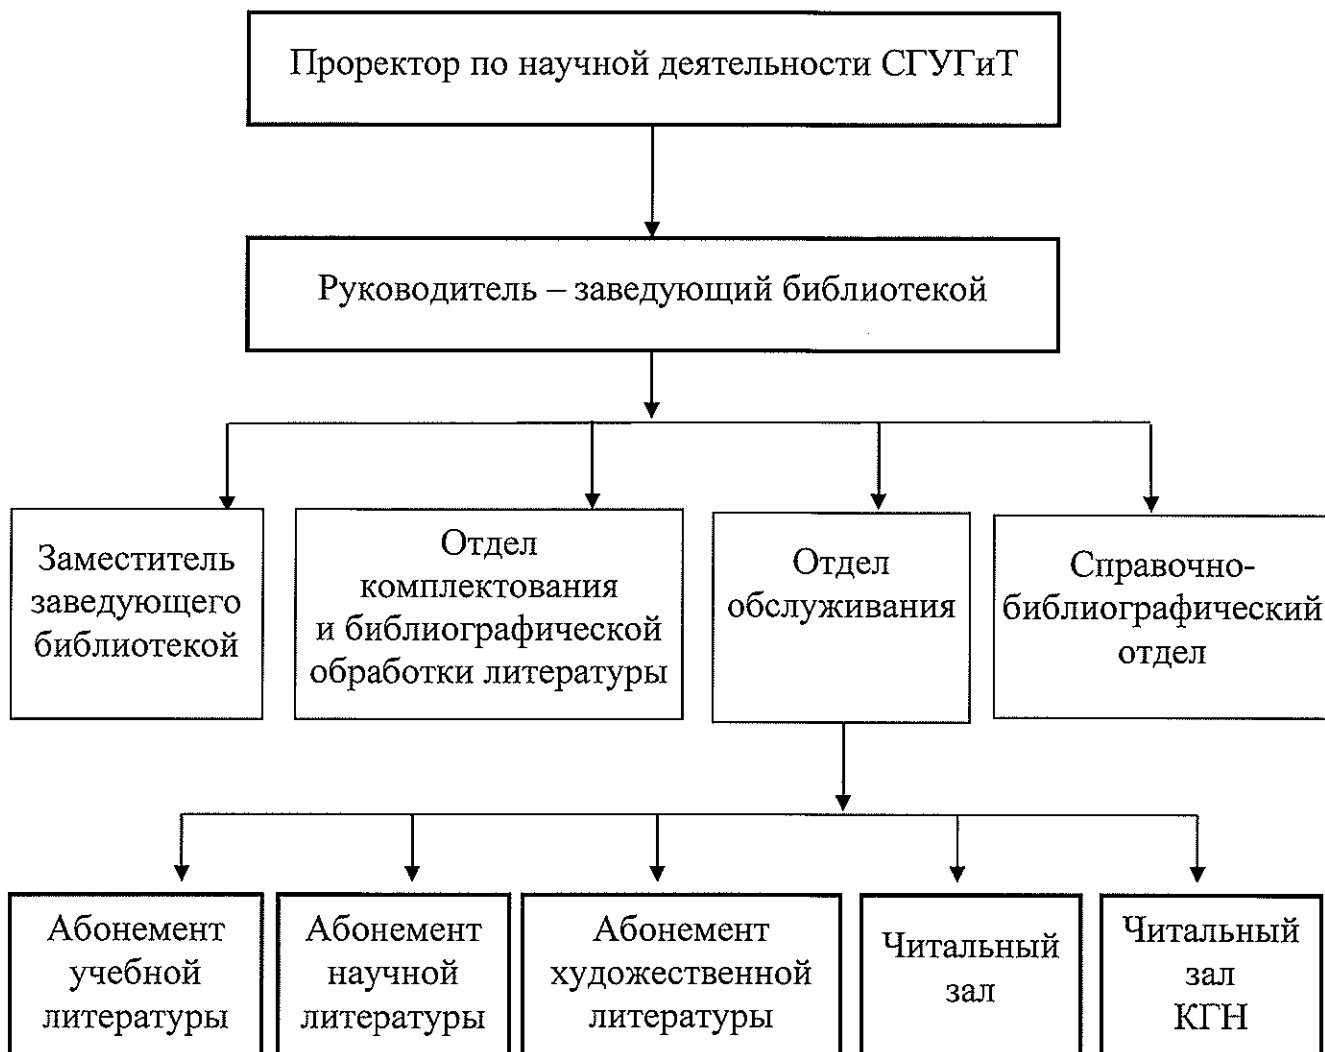 Проректор по научной деятельности СГУГиТ
Руководитель – заведующий библиотекой
Заместитель
заведующего
библиотекой
Отдел
комплектования
и библиографической
обработки литературы
Отдел
обслуживания
Справочно-
библиографический
отдел
Абонемент
учебной
литературы
Абонемент
научной
литературы
Абонемент
художественной
литературы
Читальный
зал
Читальный
зал
КГН